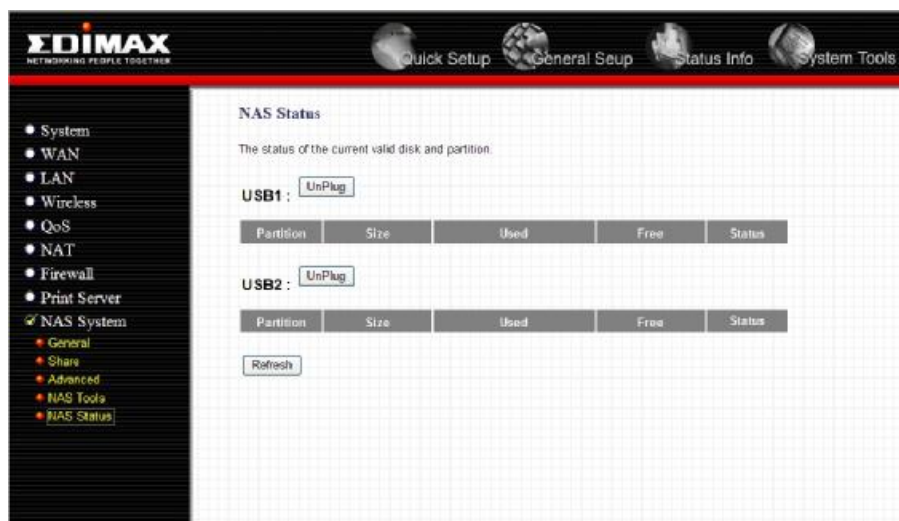 EDIMAX
NETWORKING PEOPLE TOGETHER
Quick Setup General Seup Status Info System Tools
System
WAN
LAN
Wireless
QoS
NAT
Firewall
Print Server
NAS System
General
Share
Advanced
NAS Tools
NAS Status
NAS Status
The status of the current valid disk and partition.
USB1 : UnPlug
Partition Size Used Free Status
USB2 : UnPlug
Partition Size Used Free Status
Refresh